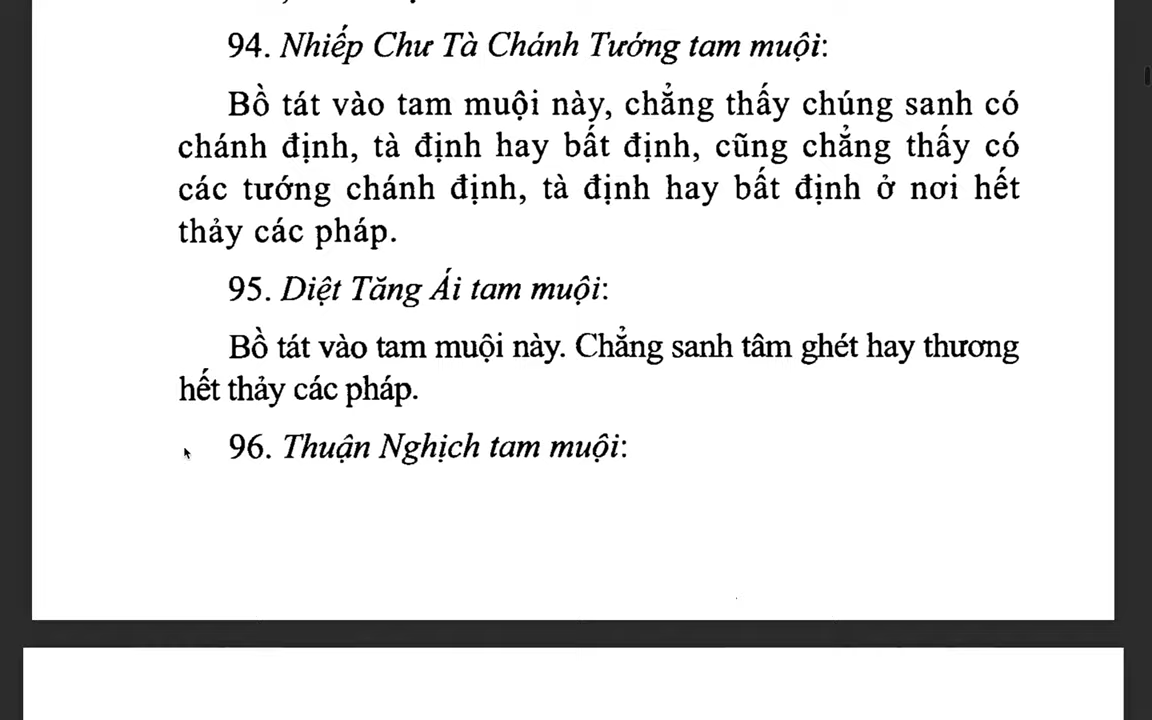 94. Nhiếp Chư Tà Chánh Tướng tam muội:
Bồ tát vào tam muội này, chẳng thấy chúng sanh có
chánh định, tà định hay bất định, cũng chẳng thấy có
các tướng chánh định, tà định hay bất định ở nơi hết
thảy các pháp.
95. Diệt Tăng Ái tam muội:
Bồ tát vào tam muội này. Chẳng sanh tâm ghét hay thương
hết thảy các pháp.
96. Thuận Nghịch tam muội: